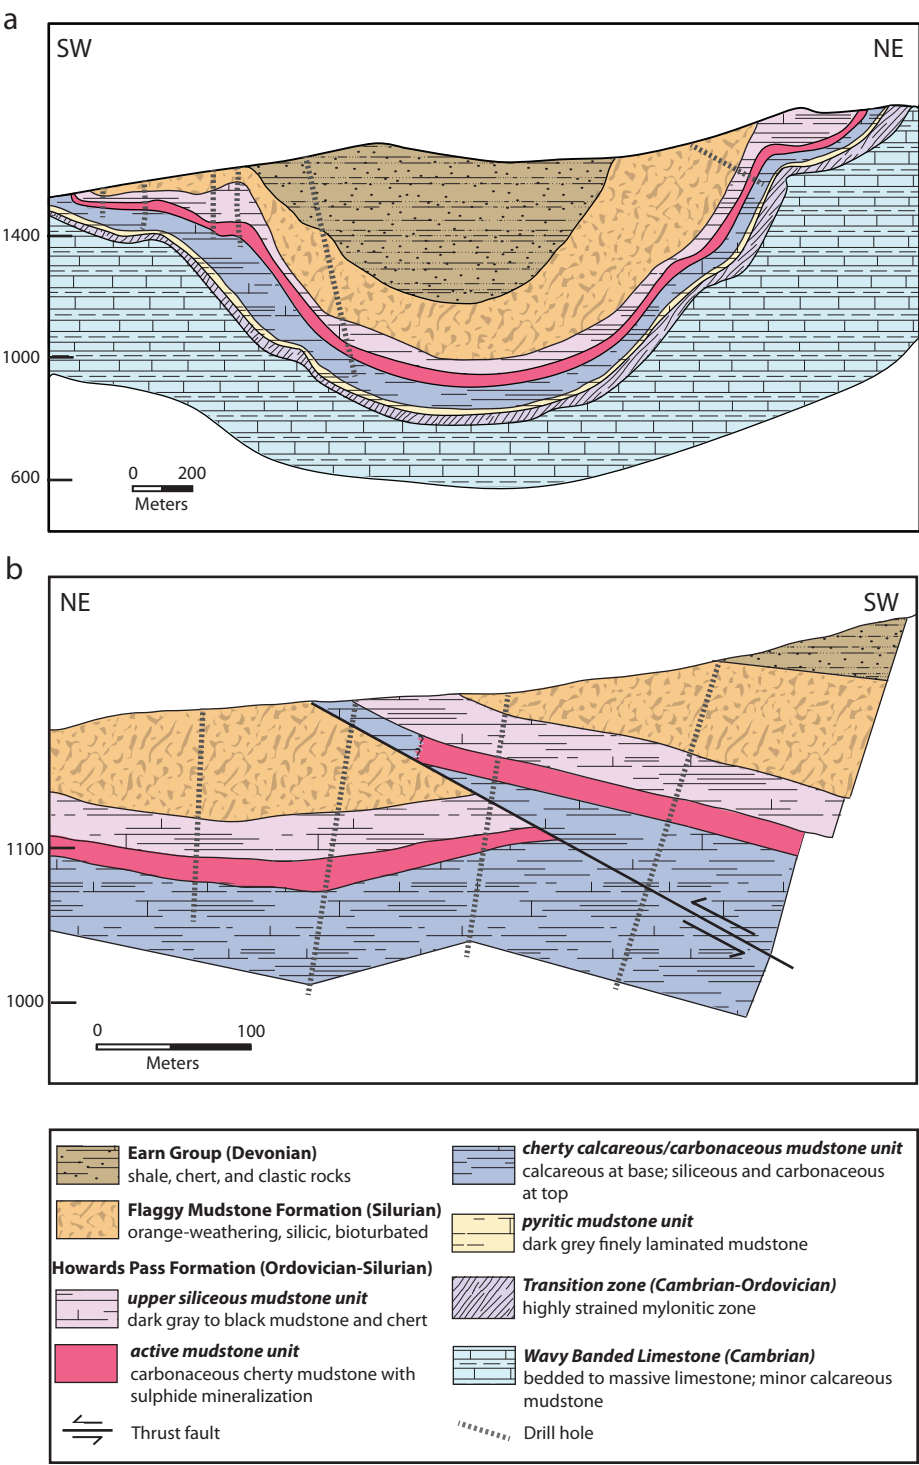 a
SW
NE
1400
1000
600
0 200
Meters
b
NE
SW
1100
1000
0 100
Meters
?
?
Earn Group (Devonian)
shale, chert, and clastic rocks
Flaggy Mudstone Formation (Silurian)
orange-weathering, silicic, bioturbated
Howards Pass Formation (Ordovician-Silurian)
upper siliceous mudstone unit
dark gray to black mudstone and chert
active mudstone unit
carbonaceous cherty mudstone with
sulphide mineralization
Thrust fault
cherty calcareous/carbonaceous mudstone unit
calcareous at base; siliceous and carbonaceous
at top
pyritic mudstone unit
dark grey finely laminated mudstone
Transition zone (Cambrian-Ordovician)
highly strained mylonitic zone
Wavy Banded Limestone (Cambrian)
bedded to massive limestone; minor calcareous
mudstone
Drill hole